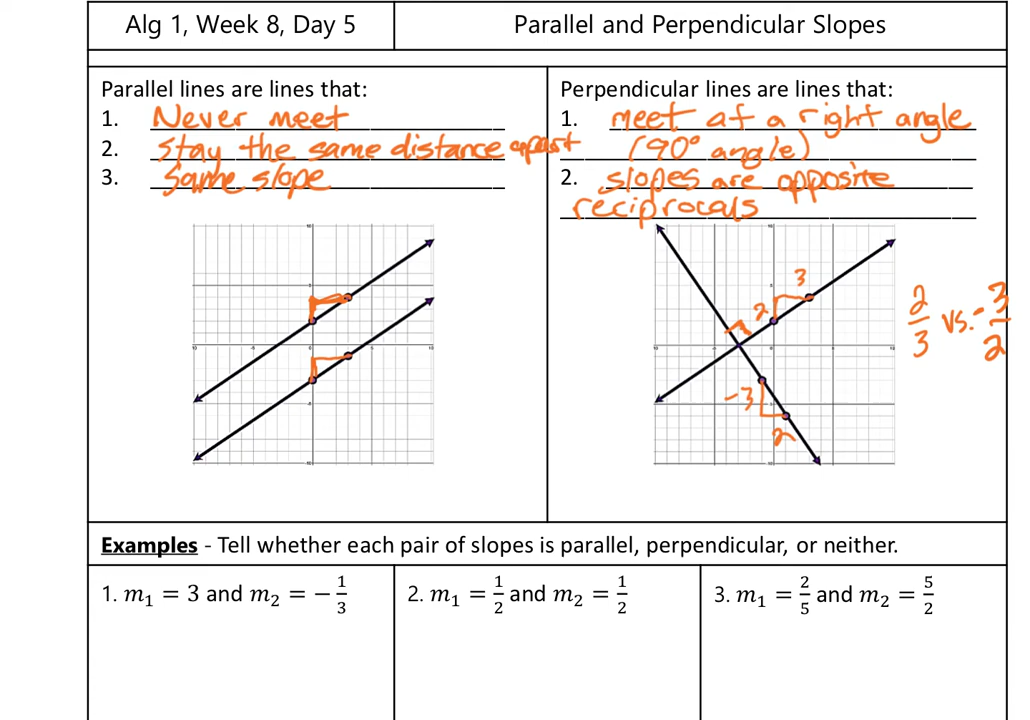 Alg 1, Week 8, Day 5
Parallel and Perpendicular Slopes
Parallel lines are lines that:
1. Never meet
2. stay the same distance apart
3. Same slope
Perpendicular lines are lines that:
1. meet at a right angle
(90° angle)
2. slopes are opposite
reciprocals
3
2
-3
2
2/3 vs. -3/2
Examples - Tell whether each pair of slopes is parallel, perpendicular, or neither.
1. m₁ = 3 and m₂ = -1/3
2. m₁ = 1/2 and m₂ = 1/2
3. m₁ = 2/5 and m₂ = 5/2